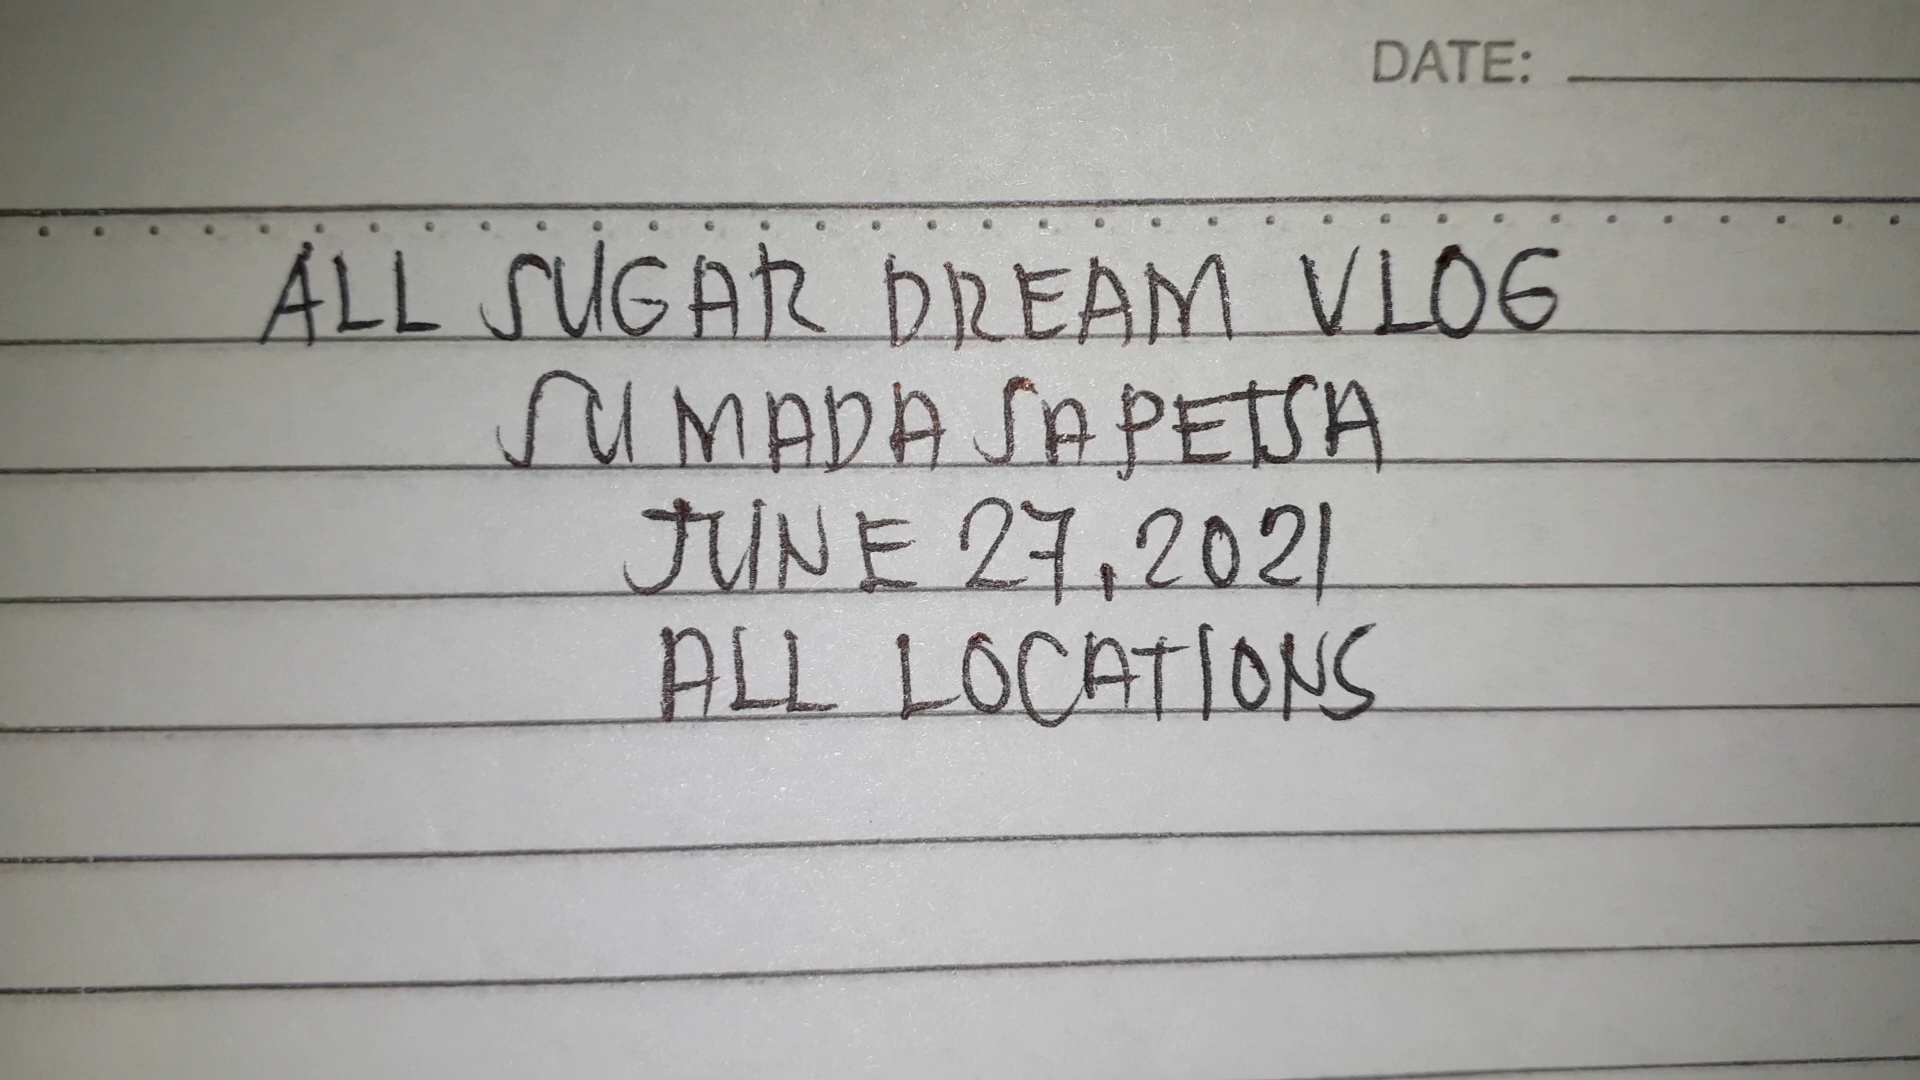 DATE:
ALL SUGAR DREAM VLOG
SUMADA SA PETSA
JUNE 27, 2021
ALL LOCATIONS